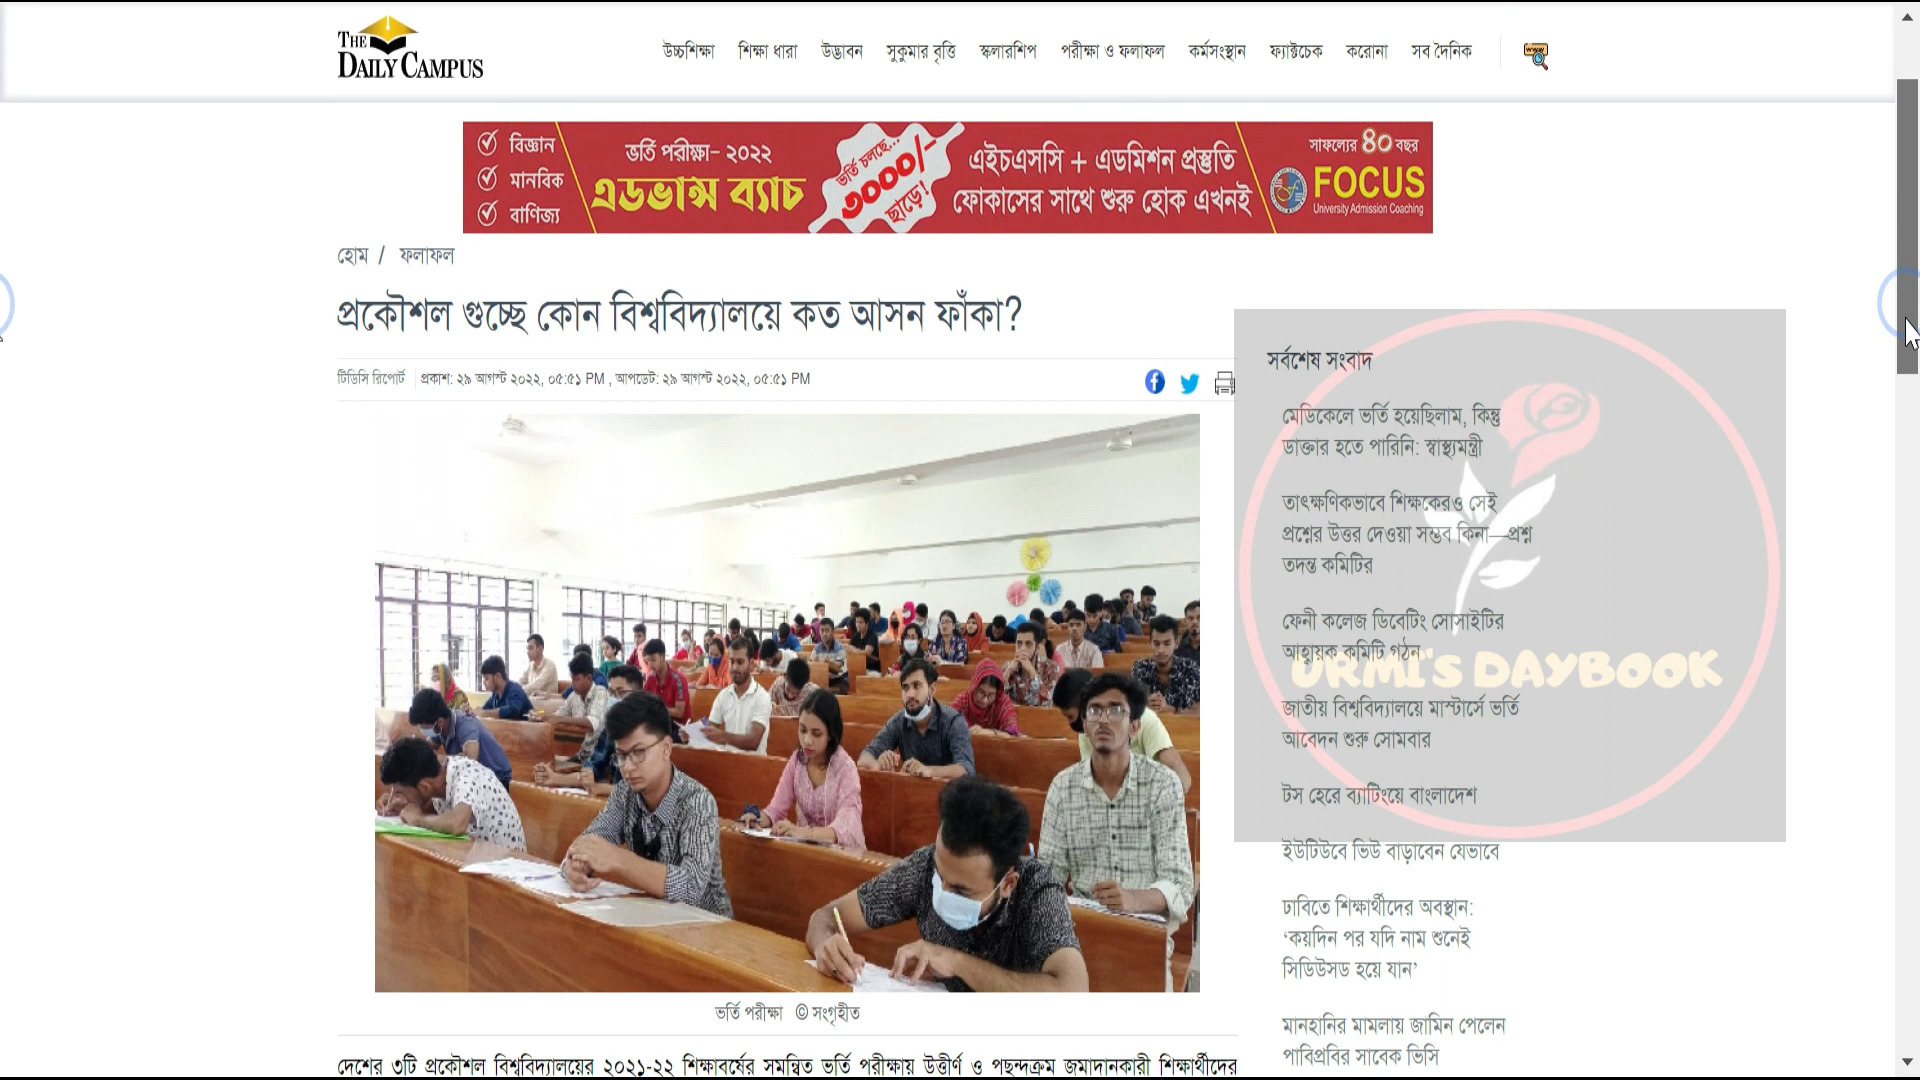 THE
DAILY CAMPUS
উচ্চশিক্ষা শিক্ষা ধারা উদ্ভাবন সুকুমার বৃত্তি স্কলারশিপ পরীক্ষা ও ফলাফল কর্মসংস্থান ফ্যাক্টচেক করোনা সব দৈনিক
www
বিজ্ঞান
মানবিক
বাণিজ্য
ভর্তি পরীক্ষা- ২০২২
এডভান্স ব্যাচ
ভর্তি চলছে...
৩০০০/-
ছাড়ে!
এইচএসসি + এডমিশন প্রস্তুতি
ফোকাসের সাথে শুরু হোক এখনই
সাফল্যের ৪০ বছর
FOCUS
University Admission Coaching
হোম / ফলাফল
প্রকৌশল গুচ্ছে কোন বিশ্ববিদ্যালয়ে কত আসন ফাঁকা?
টিডিসি রিপোর্ট প্রকাশ: ২৯ আগস্ট ২০২২, ০৫:৫১ PM , আপডেট: ২৯ আগস্ট ২০২২, ০৫:৫১ PM
ভর্তি পরীক্ষা © সংগৃহীত
দেশের ৩টি প্রকৌশল বিশ্ববিদ্যালয়ের ২০২১-২২ শিক্ষাবর্ষের সমন্বিত ভর্তি পরীক্ষায় উত্তীর্ণ ও পছন্দক্রম জমাদানকারী শিক্ষার্থীদের
সর্বশেষ সংবাদ
মেডিকেলে ভর্তি হয়েছিলাম, কিন্তু
ডাক্তার হতে পারিনি: স্বাস্থ্যমন্ত্রী
তাৎক্ষণিকভাবে শিক্ষকেরও সেই
প্রশ্নের উত্তর দেওয়া সম্ভব কিনা—প্রশ্ন
তদন্ত কমিটির
ফেনী কলেজ ডিবেটিং সোসাইটির
আহ্বায়ক কমিটি গঠন
URMI's DAYBOOK
জাতীয় বিশ্ববিদ্যালয়ে মাস্টার্সে ভর্তি
আবেদন শুরু সোমবার
টস হেরে ব্যাটিংয়ে বাংলাদেশ
ইউটিউবে ভিউ বাড়াবেন যেভাবে
ঢাবিতে শিক্ষার্থীদের অবস্থান:
‘কয়দিন পর যদি নাম শুনেই
সিডিউসড হয়ে যান’
মানহানির মামলায় জামিন পেলেন
পাবিপ্রবির সাবেক ভিসি